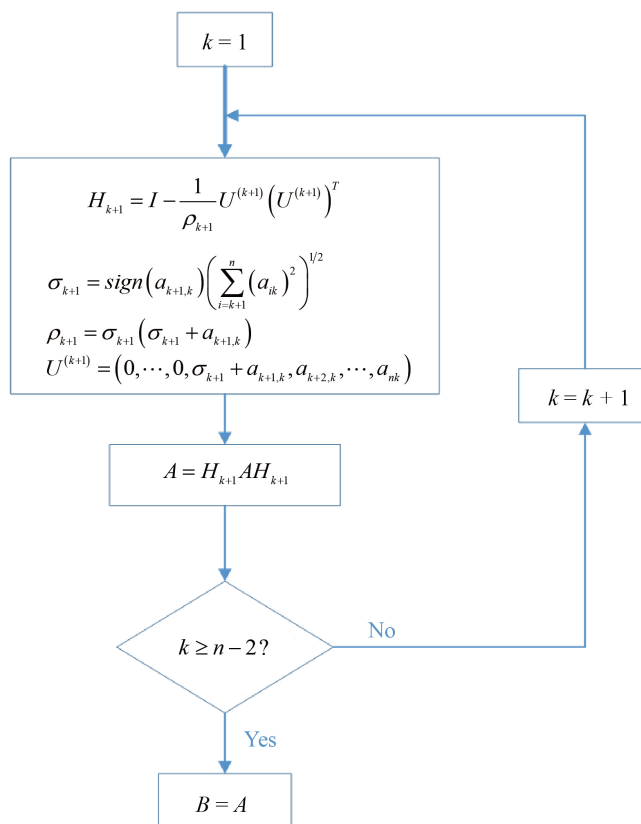 k = 1
H_{k+1} = I − \frac{1}{ρ_{k+1}} U^{(k+1)} (U^{(k+1)})^T
σ_{k+1} = sign(a_{k+1,k}) (\sum_{i=k+1}^{n} (a_{ik})^2)^{1/2}
ρ_{k+1} = σ_{k+1} (σ_{k+1} + a_{k+1,k})
U^{(k+1)} = (0, ⋯, 0, σ_{k+1} + a_{k+1,k}, a_{k+2,k}, ⋯, a_{nk})
k = k + 1
A = H_{k+1} A H_{k+1}
k ≥ n − 2?
No
Yes
B = A